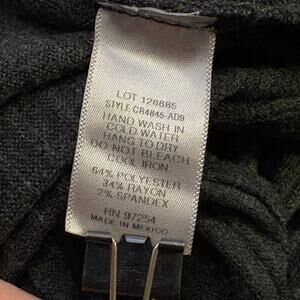 LOT 126685
STYLE CR4845-AD9
HAND WASH IN
COLD WATER
HANG TO DRY
DO NOT BLEACH
COOL IRON
64% POLYESTER
34% RAYON
2% SPANDEX
RN 97254
MADE IN MEXICO